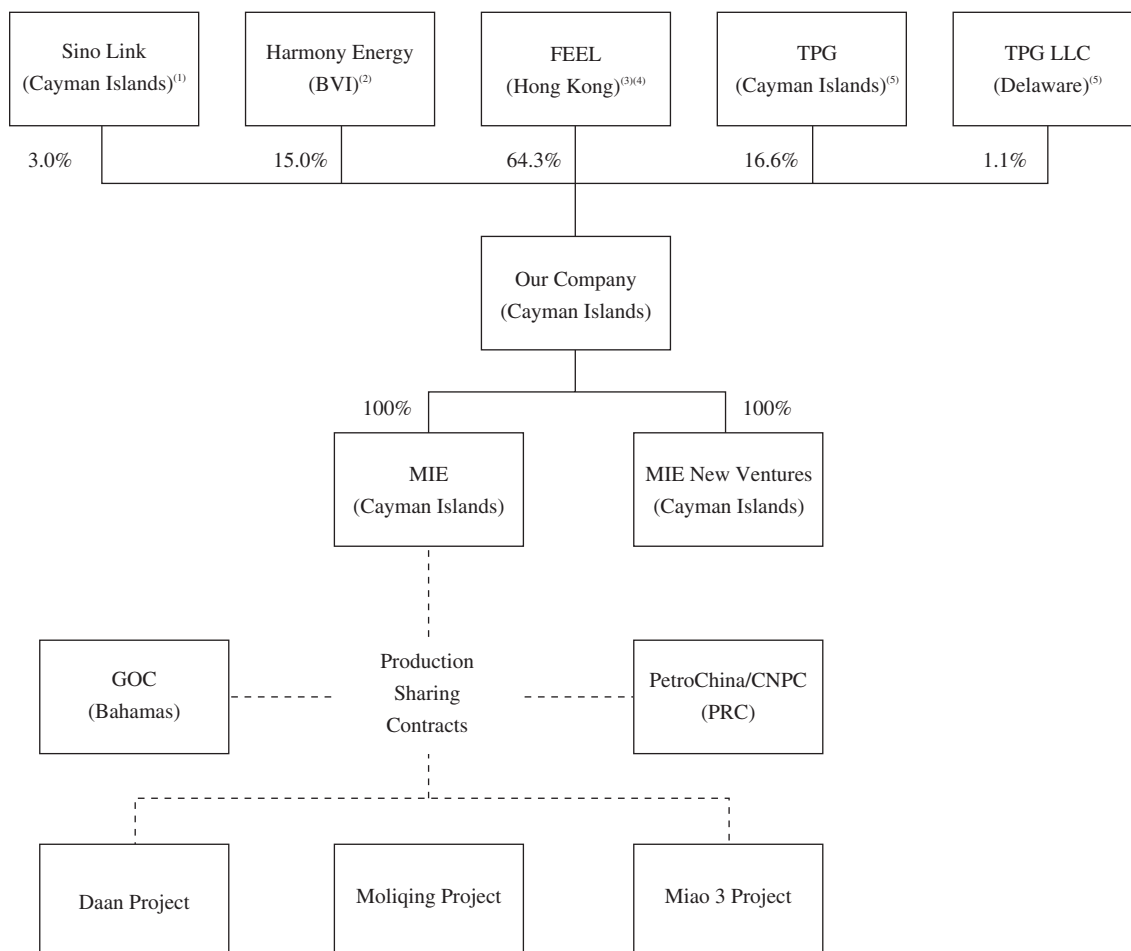 Sino Link
(Cayman Islands)(1)
Harmony Energy
(BVI)(2)
FEEL
(Hong Kong)(3)(4)
TPG
(Cayman Islands)(5)
TPG LLC
(Delaware)(5)
3.0%
15.0%
64.3%
16.6%
1.1%
Our Company
(Cayman Islands)
100%
100%
MIE
(Cayman Islands)
MIE New Ventures
(Cayman Islands)
GOC
(Bahamas)
Production
Sharing
Contracts
PetroChina/CNPC
(PRC)
Daan Project
Moliqing Project
Miao 3 Project